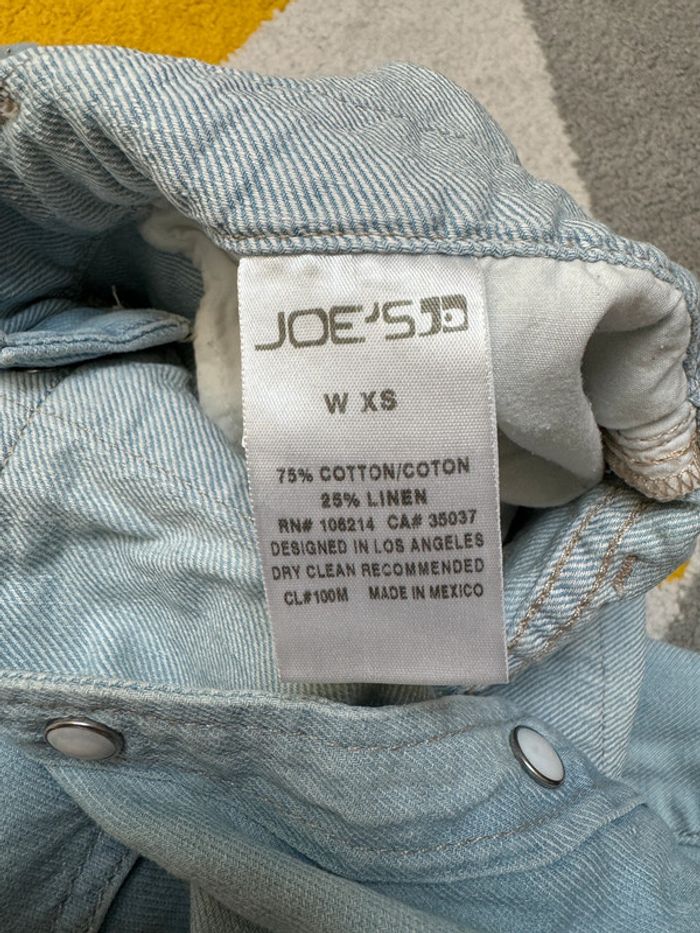 JOE'S JD
W XS
75% COTTON/COTON
25% LINEN
RN# 106214 CA# 35037
DESIGNED IN LOS ANGELES
DRY CLEAN RECOMMENDED
CL#100M MADE IN MEXICO